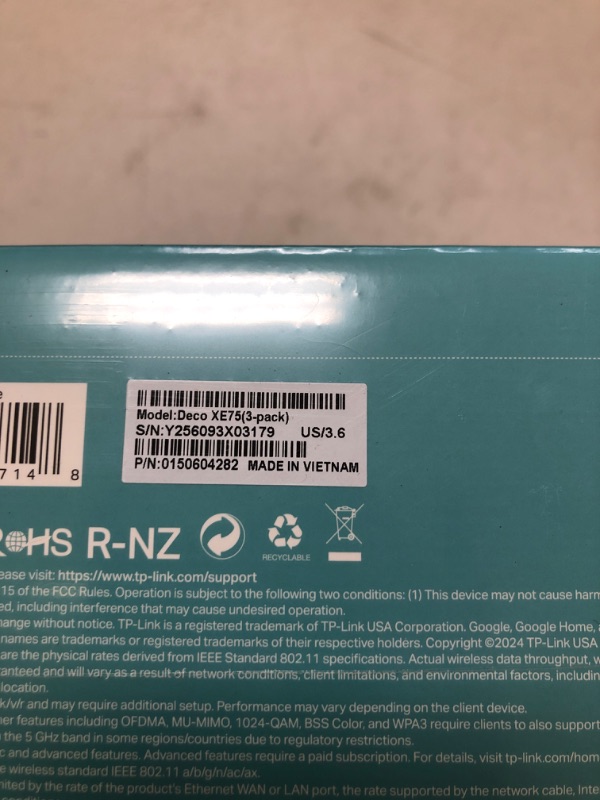 Model:Deco XE75(3-pack)
S/N:Y256093X03179 US/3.6
P/N:0150604282 MADE IN VIETNAM
714 8
RoHS R-NZ
RECYCLABLE
ease visit: https://www.tp-link.com/support
15 of the FCC Rules. Operation is subject to the following two conditions: (1) This device may not cause harm
ed, including interference that may cause undesired operation.
hange without notice. TP-Link is a registered trademark of TP-Link USA Corporation. Google, Google Home, a
names are trademarks or registered trademarks of their respective holders. Copyright ©2024 TP-Link USA
are the physical rates derived from IEEE Standard 802.11 specifications. Actual wireless data throughput, w
ranteed and will vary as a result of network conditions, client limitations, and environmental factors, includin
location.
k/v/r and may require additional setup. Performance may vary depending on the client device.
er features including OFDMA, MU-MIMO, 1024-QAM, BSS Color, and WPA3 require clients to also support
the 5 GHz band in some regions/countries due to regulatory restrictions.
c and advanced features. Advanced features require a paid subscription. For details, visit tp-link.com/hom
e wireless standard IEEE 802.11 a/b/g/n/ac/ax.
mited by the rate of the product's Ethernet WAN or LAN port, the rate supported by the network cable, Inte